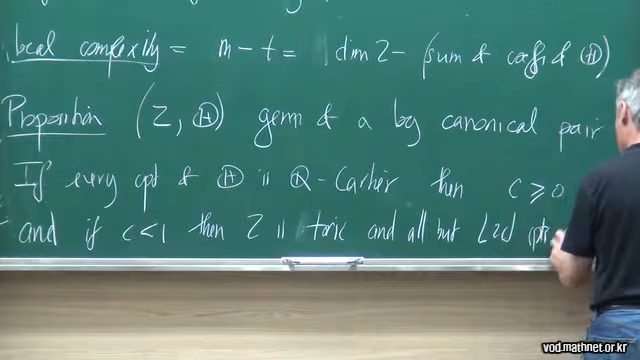 local complexity = m - t = dim Z - (sum of coeffs of Ⓗ)
Proposition (Z, Ⓗ) germ of a log canonical pair
If every cpt of Ⓗ is Q-Cartier then c ≥ 0
and if c < 1 then Z is toric and all but ⌊2c⌋ cpts
vod.mathnet.or.kr